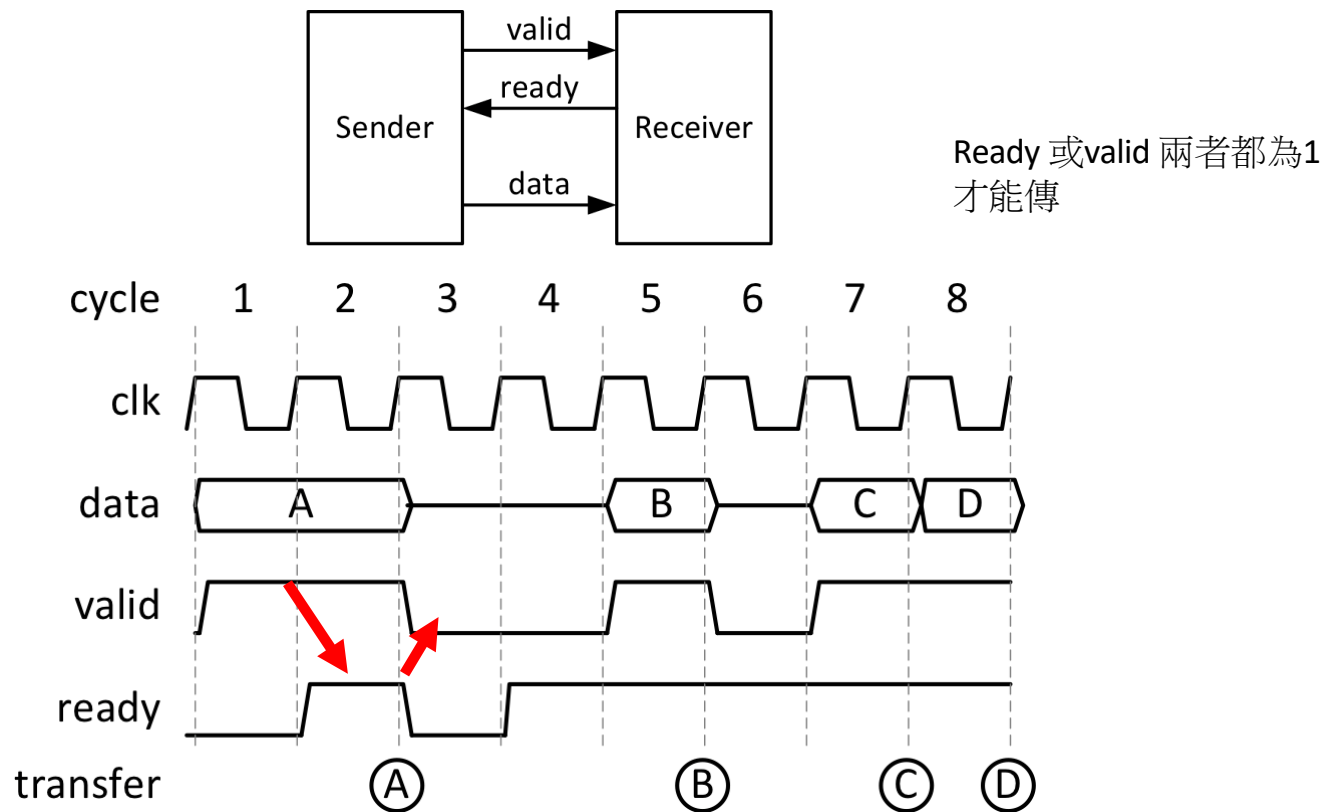 valid
ready
Sender
Receiver
data
Ready 或valid 兩者都為1
才能傳
cycle 1 2 3 4 5 6 7 8
clk
data A B C D
valid
ready
transfer A B C D